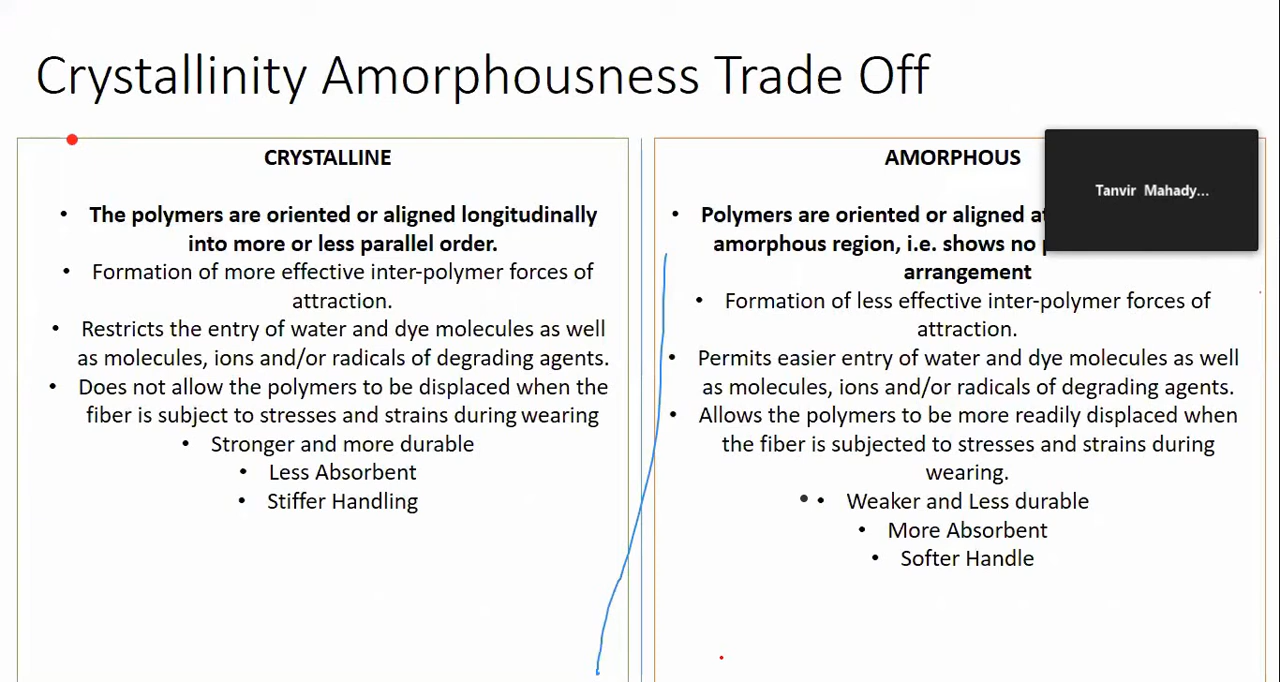 Crystallinity Amorphousness Trade Off
CRYSTALLINE
• The polymers are oriented or aligned longitudinally
into more or less parallel order.
• Formation of more effective inter-polymer forces of
attraction.
• Restricts the entry of water and dye molecules as well
as molecules, ions and/or radicals of degrading agents.
• Does not allow the polymers to be displaced when the
fiber is subject to stresses and strains during wearing
• Stronger and more durable
• Less Absorbent
• Stiffer Handling
AMORPHOUS
Tanvir Mahady...
• Polymers are oriented or aligned
amorphous region, i.e. shows no
arrangement
• Formation of less effective inter-polymer forces of
attraction.
• Permits easier entry of water and dye molecules as well
as molecules, ions and/or radicals of degrading agents.
• Allows the polymers to be more readily displaced when
the fiber is subjected to stresses and strains during
wearing.
• Weaker and Less durable
• More Absorbent
• Softer Handle